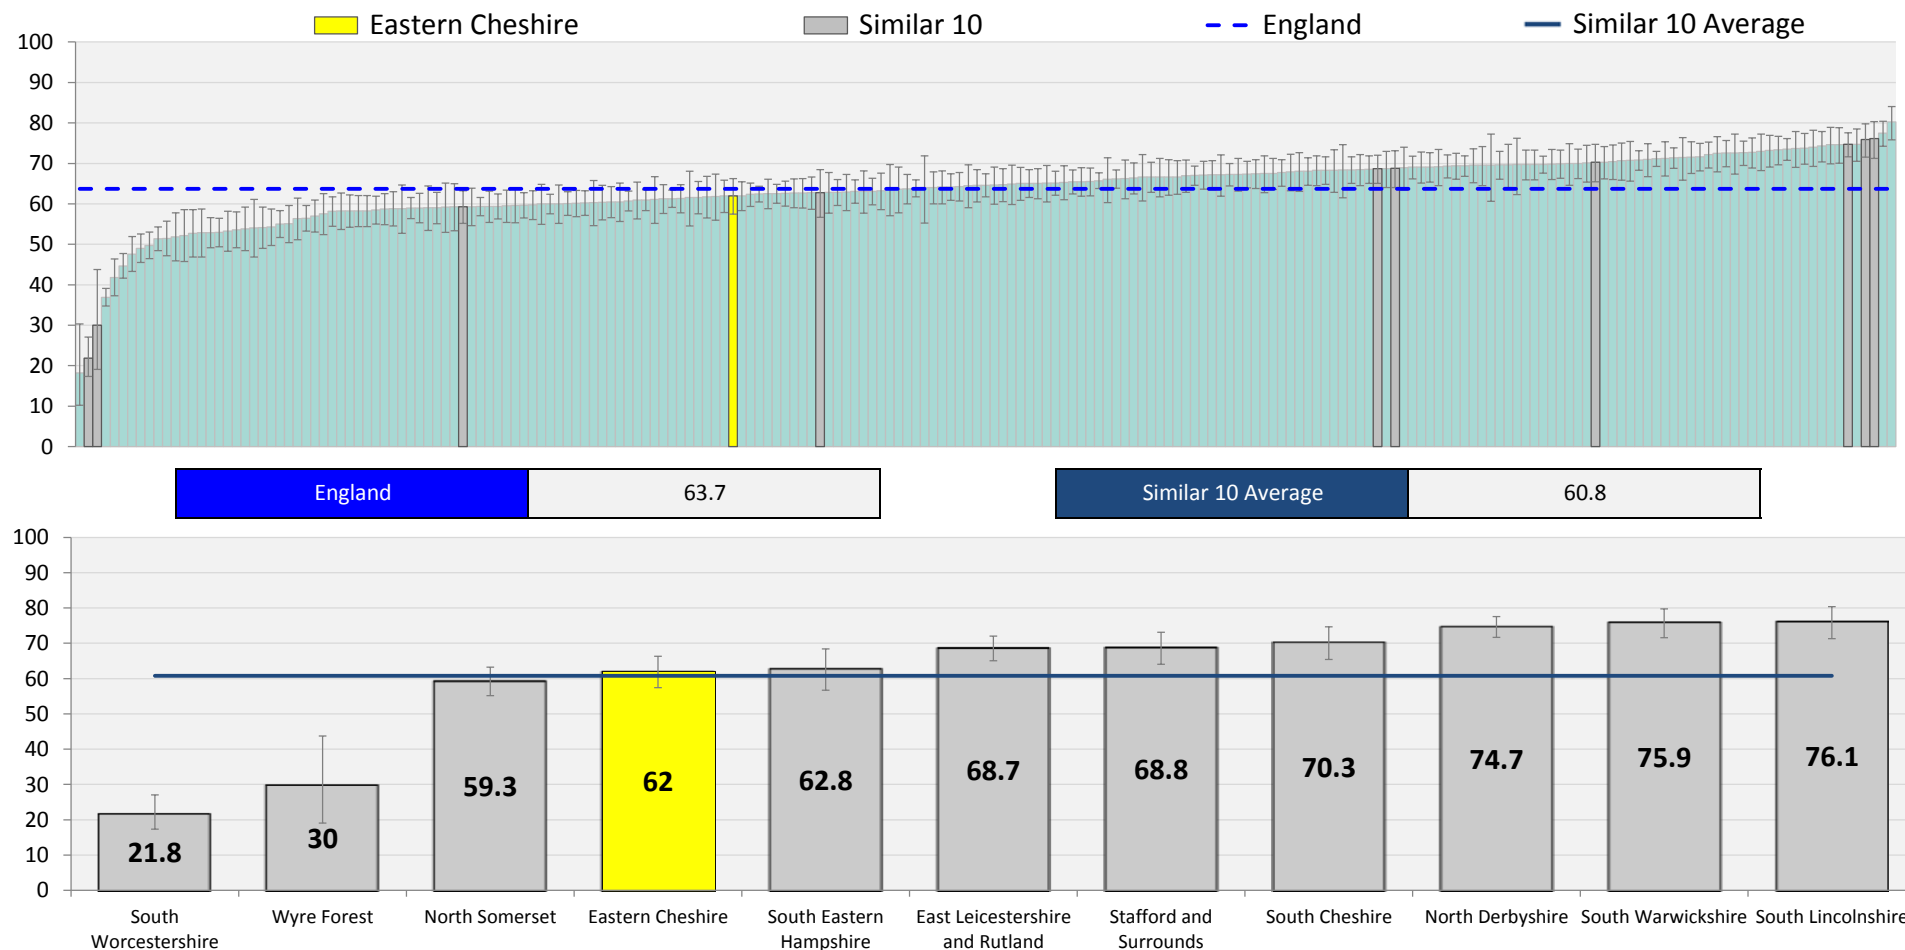 Eastern Cheshire Similar 10 England Similar 10 Average
100
90
80
70
60
50
40
30
20
10
0
England 63.7 Similar 10 Average 60.8
100
90
80
70
60
50
40
30
20
10
0
21.8 30 59.3 62 62.8 68.7 68.8 70.3 74.7 75.9 76.1
South Worcestershire
Wyre Forest
North Somerset
Eastern Cheshire
South Eastern
Hampshire
East Leicestershire
and Rutland
Stafford and
Surrounds
South Cheshire
North Derbyshire
South Warwickshire
South Lincolnshire